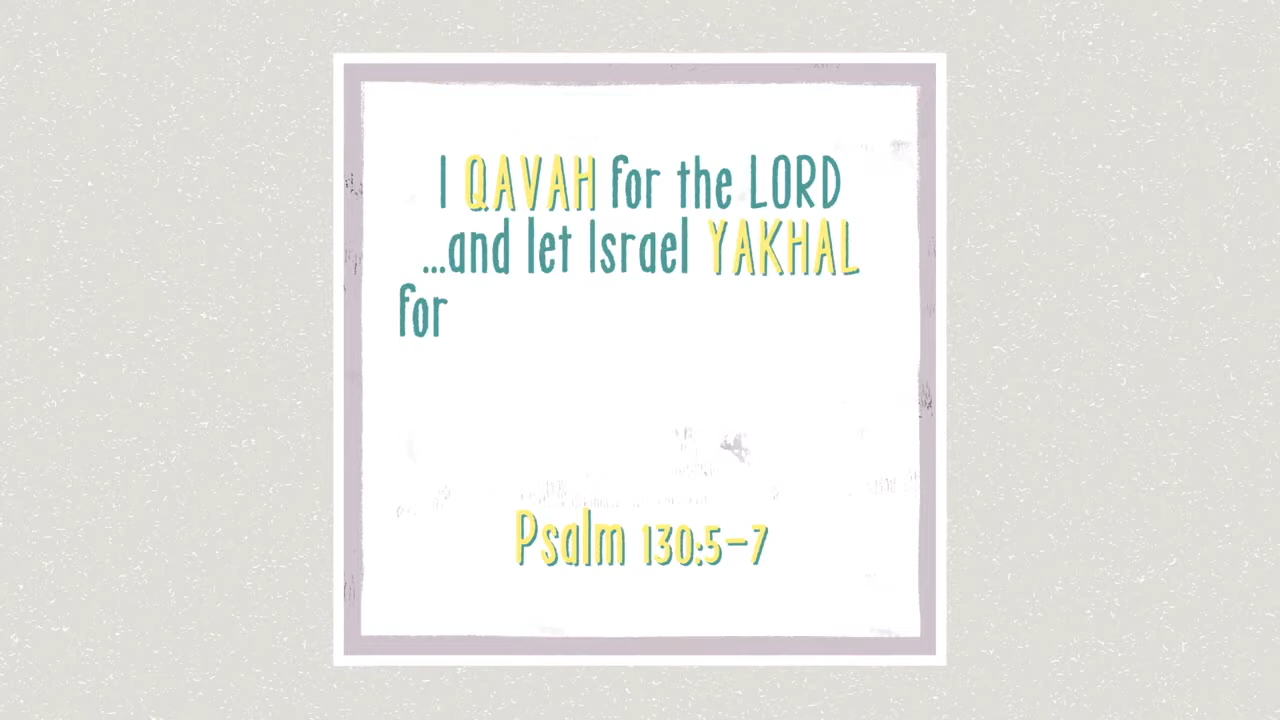 I QAVAH for the LORD
...and let Israel YAKHAL
for
Psalm 130:5-7